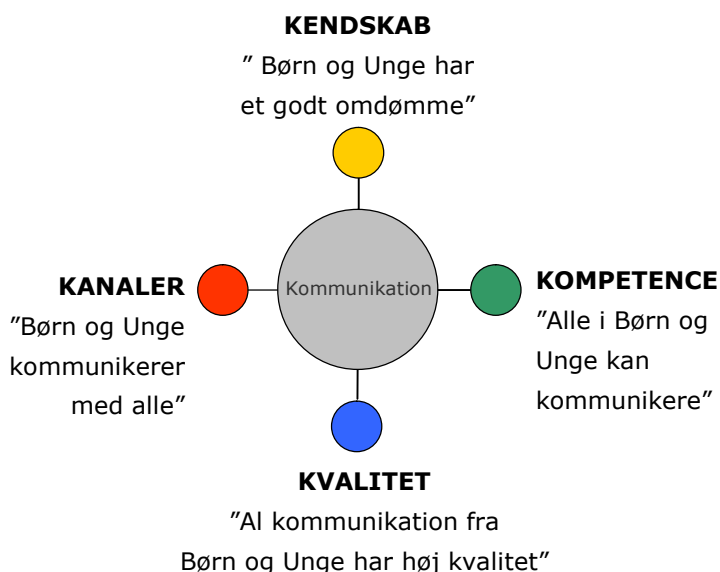 KENDSKAB
” Børn og Unge har
et godt omdømme”
KANALER
”Børn og Unge
kommunikerer
med alle”
Kommunikation
KOMPETENCE
”Alle i Børn og
Unge kan
kommunikere”
KVALITET
”Al kommunikation fra
Børn og Unge har høj kvalitet”